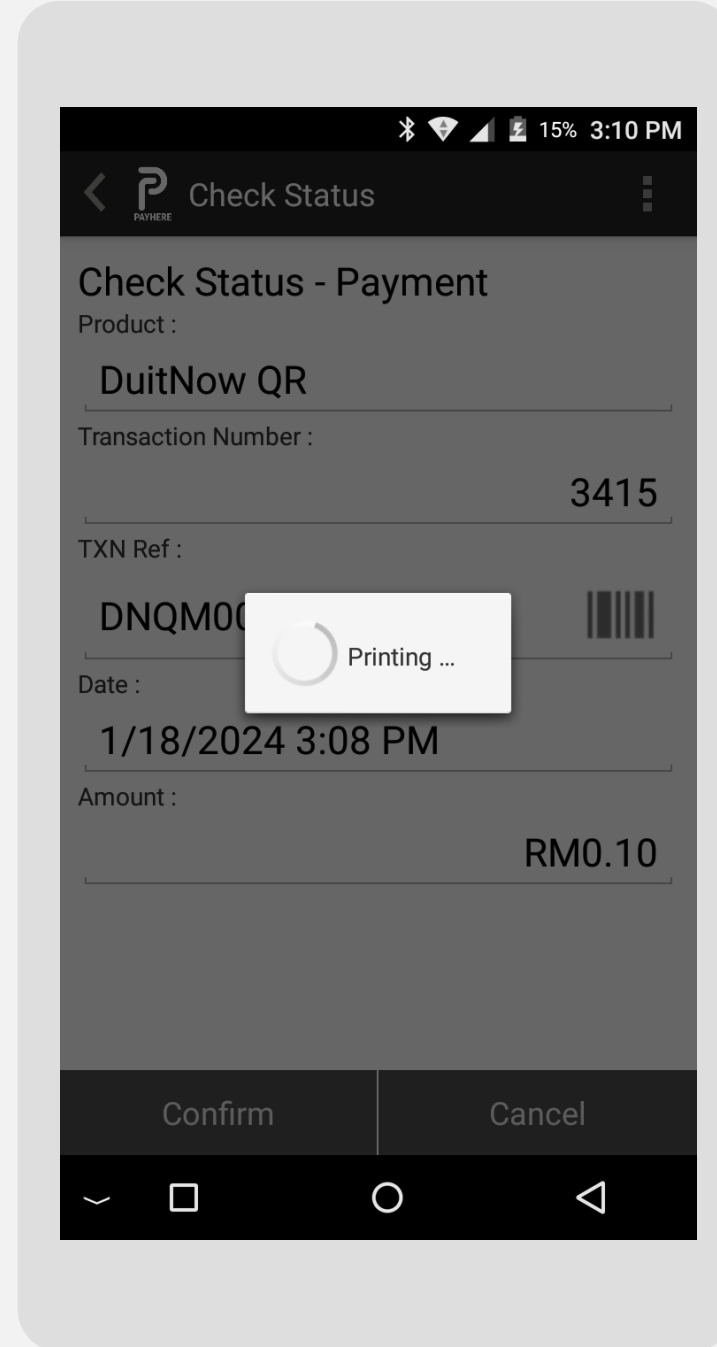 15% 3:10 PM
PAYHERE
Check Status
Check Status - Payment
Product :
DuitNow QR
Transaction Number :
3415
TXN Ref :
Printing ...
Date :
1/18/2024 3:08 PM
Amount :
RM0.10
Confirm Cancel